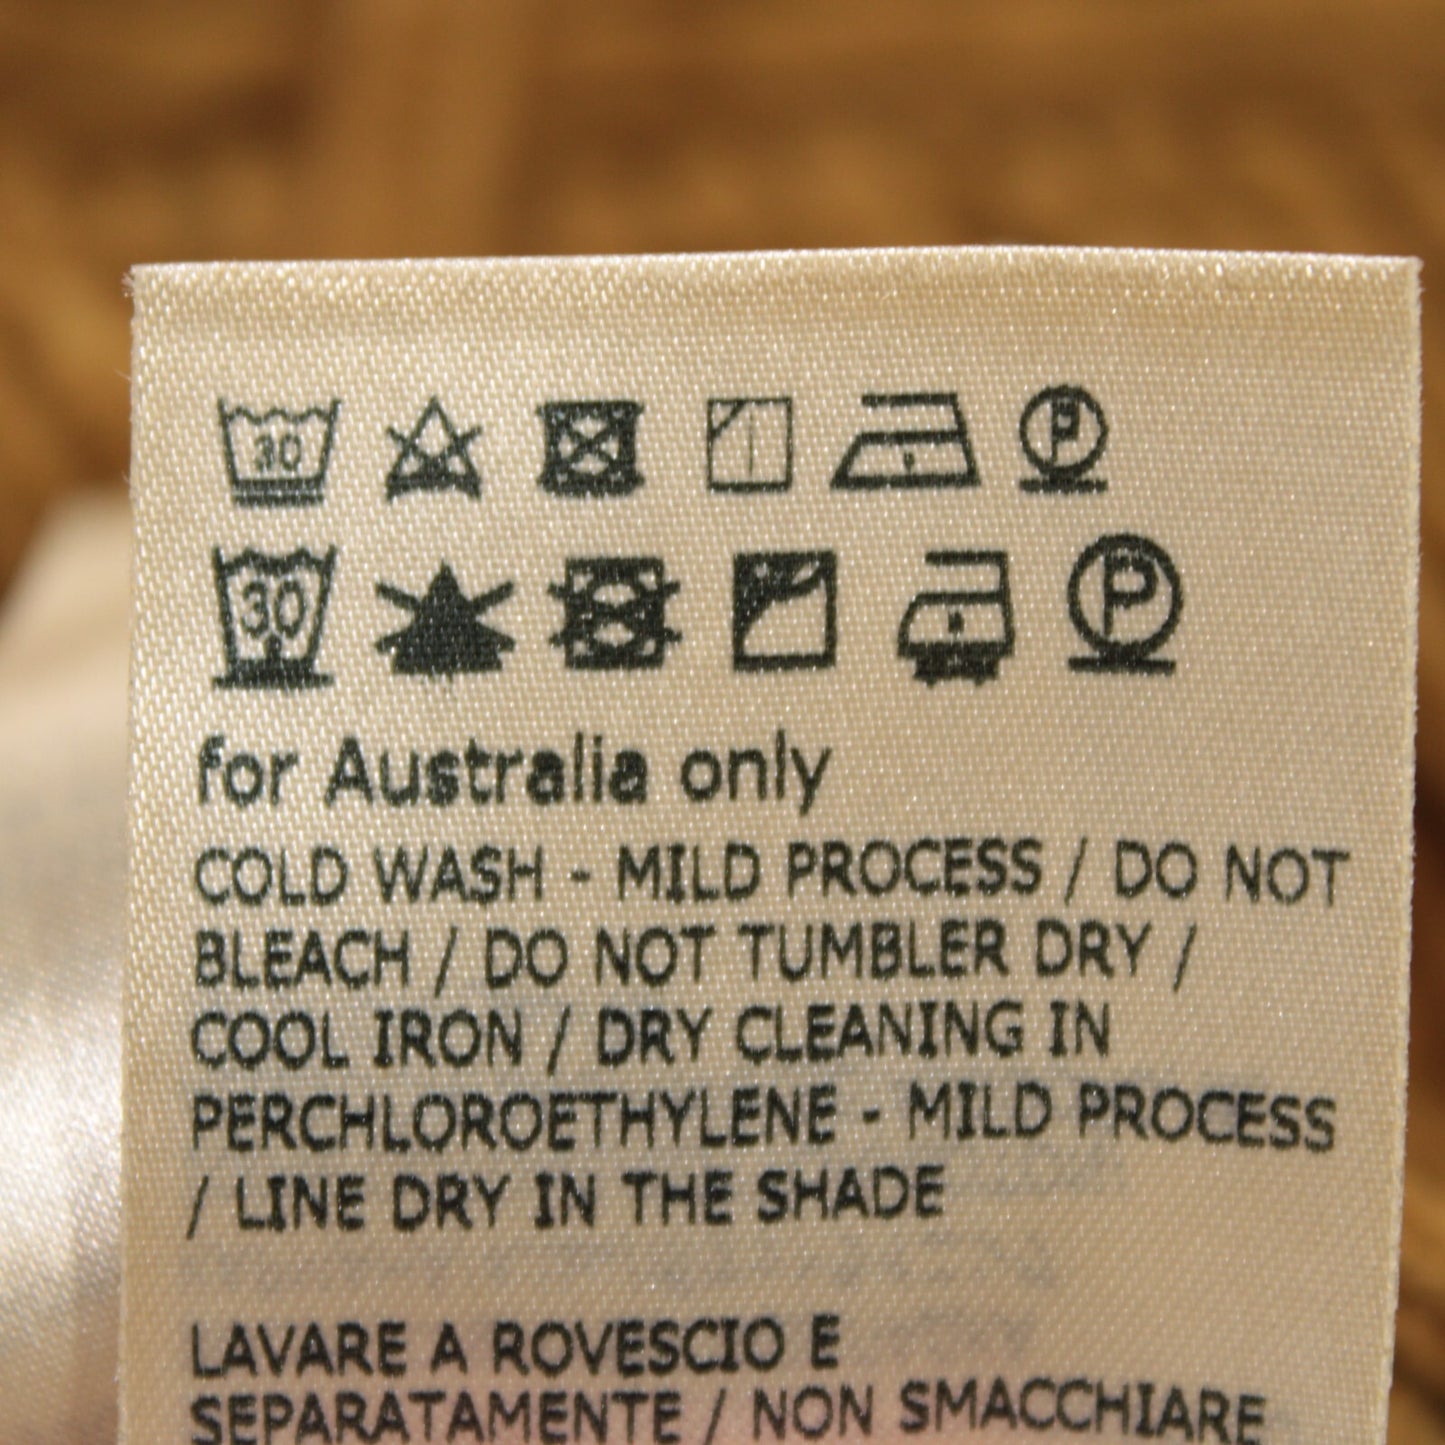 30
P
30
P
for Australia only
COLD WASH - MILD PROCESS / DO NOT
BLEACH / DO NOT TUMBLER DRY /
COOL IRON / DRY CLEANING IN
PERCHLOROETHYLENE - MILD PROCESS
/ LINE DRY IN THE SHADE
LAVARE A ROVESCIO E
SEPARATAMENTE / NON SMACCHIARE